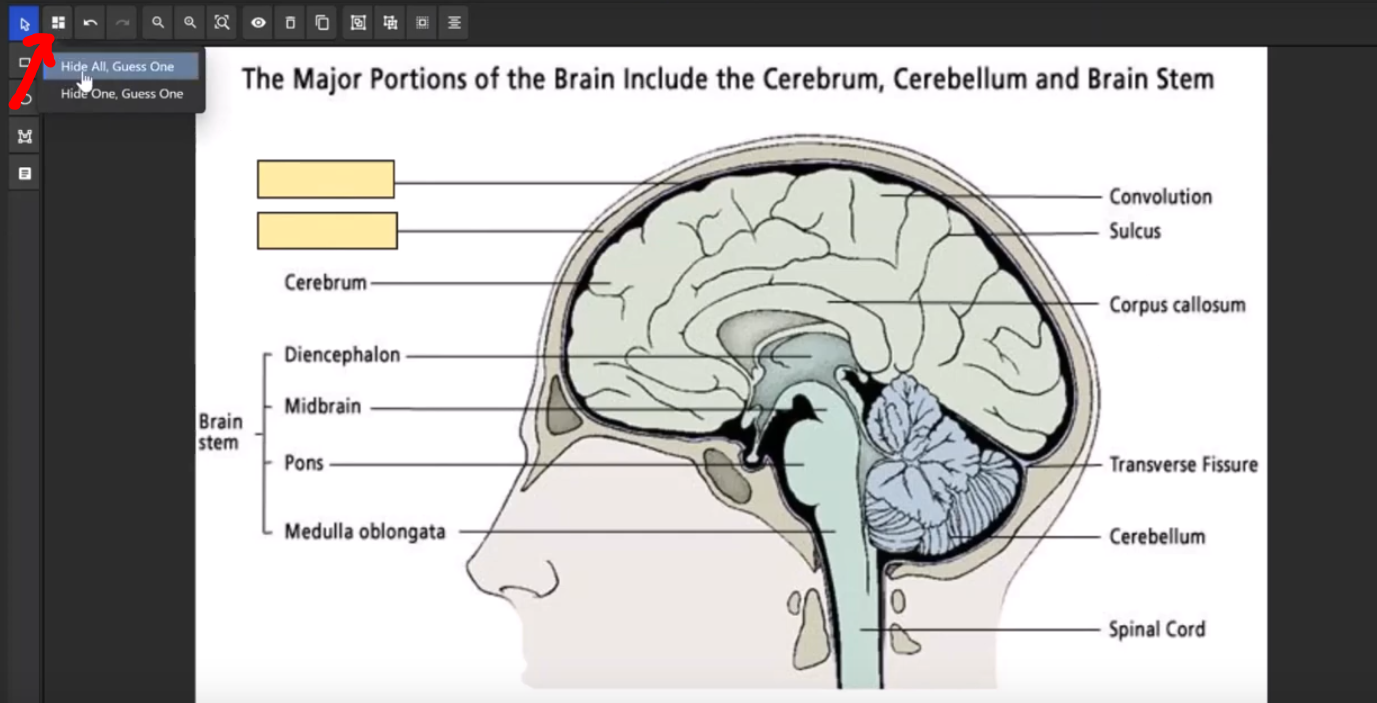 Hide All, Guess One
Hide One, Guess One
The Major Portions of the Brain Include the Cerebrum, Cerebellum and Brain Stem
Convolution
Sulcus
Cerebrum
Corpus callosum
Diencephalon
Midbrain
Brain
stem
Pons
Transverse Fissure
Medulla oblongata
Cerebellum
Spinal Cord